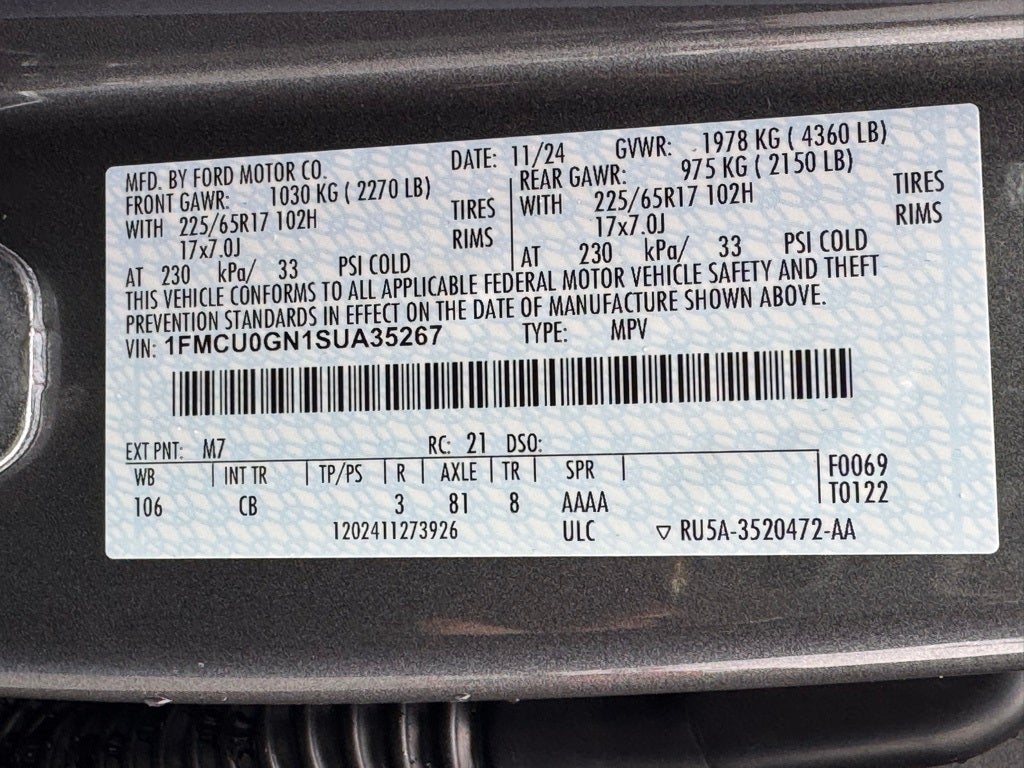 MFD. BY FORD MOTOR CO. DATE: 11/24 GVWR: 1978 KG ( 4360 LB)
FRONT GAWR: 1030 KG ( 2270 LB) REAR GAWR: 975 KG ( 2150 LB)
WITH 225/65R17 102H TIRES WITH 225/65R17 102H TIRES
17x7.0J RIMS 17x7.0J RIMS
AT 230 kPa/ 33 PSI COLD AT 230 kPa/ 33 PSI COLD
THIS VEHICLE CONFORMS TO ALL APPLICABLE FEDERAL MOTOR VEHICLE SAFETY AND THEFT
PREVENTION STANDARDS IN EFFECT ON THE DATE OF MANUFACTURE SHOWN ABOVE.
VIN: 1FMCU0GN1SUA35267 TYPE: MPV
EXT PNT: M7 RC: 21 DSO:
WB INT TR TP/PS R AXLE TR SPR F0069
106 CB 3 81 8 AAAA T0122
1202411273926 ULC ▽ RU5A-3520472-AA